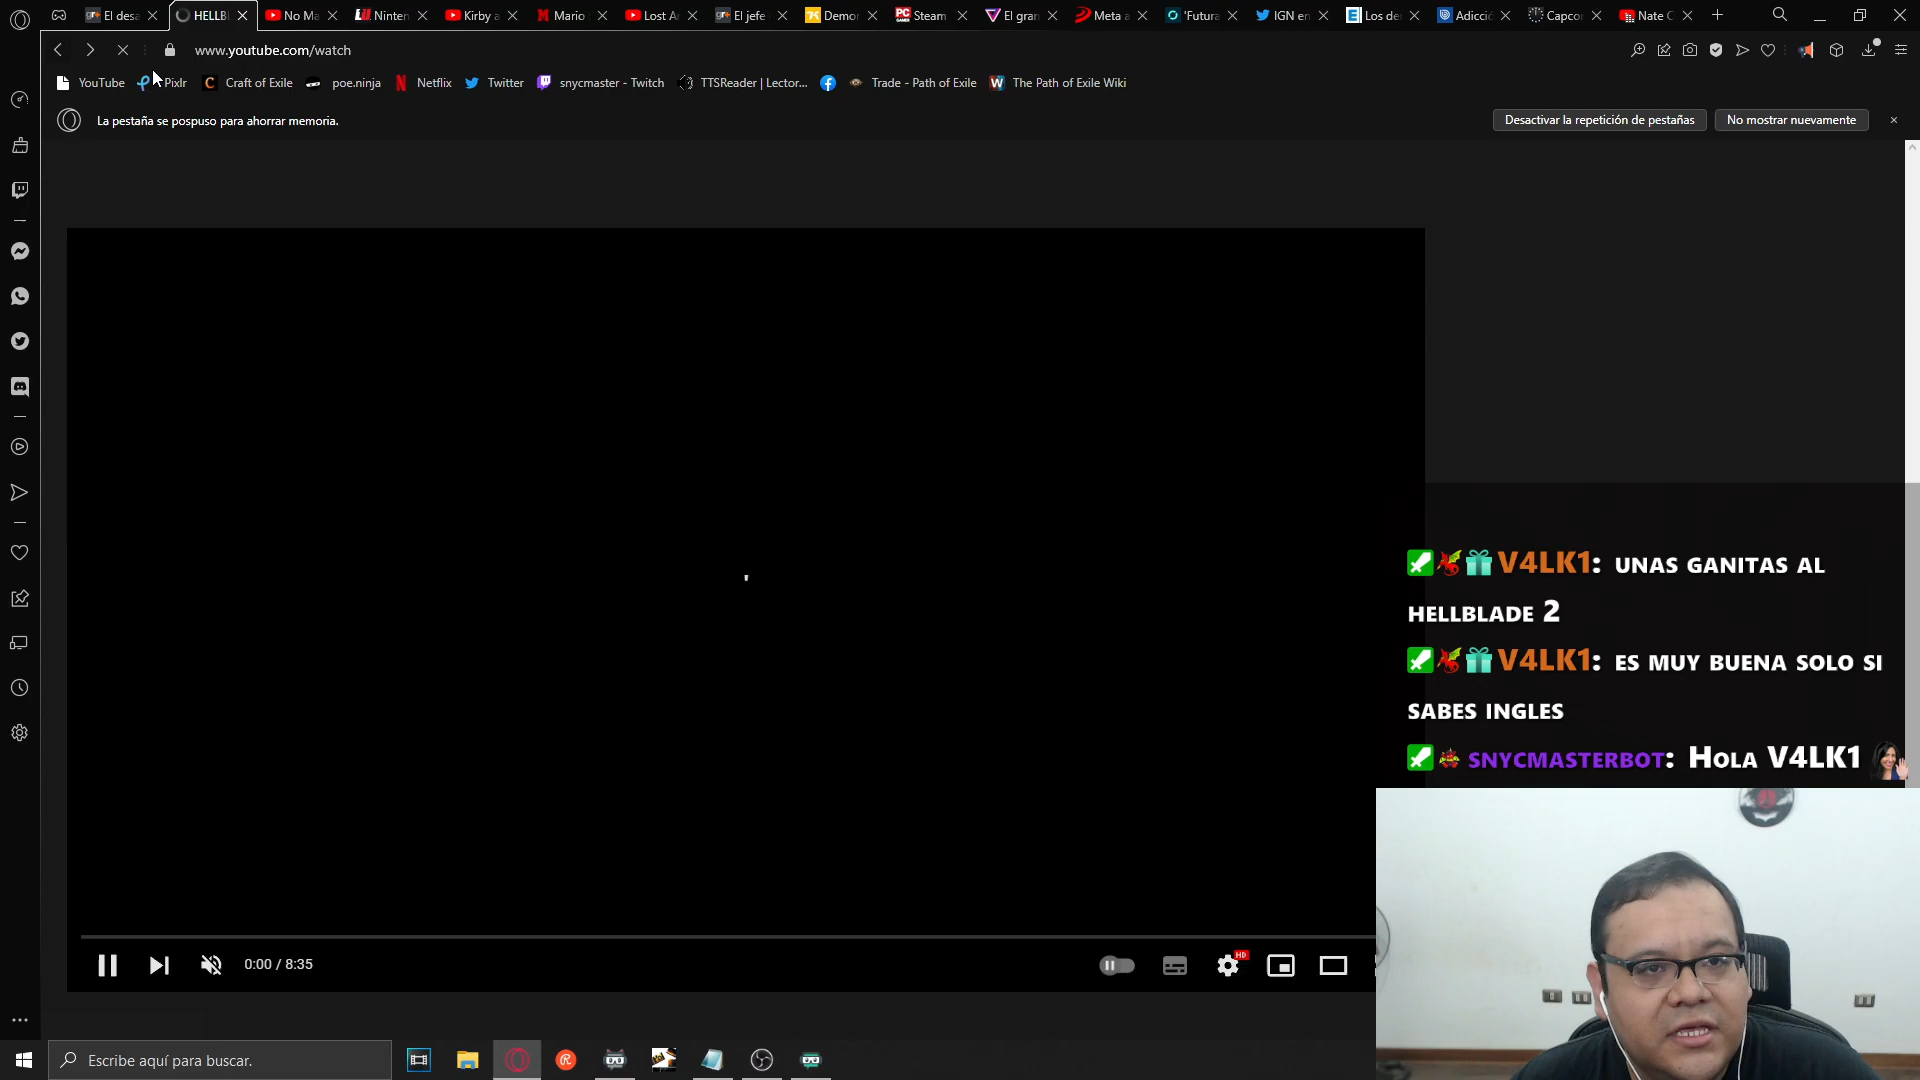 El desa HELLBL No Ma Ninten Kirby a Mario Lost Ar El jefe Demon Steam El gran Meta a 'Futura IGN en Los de Adicció Capco Nate C
www.youtube.com/watch
YouTube Pixlr Craft of Exile poe.ninja Netflix Twitter snycmaster - Twitch TTSReader | Lector... Trade - Path of Exile The Path of Exile Wiki
La pestaña se pospuso para ahorrar memoria. Desactivar la repetición de pestañas No mostrar nuevamente
V4LK1: UNAS GANITAS AL
HELLBLADE 2
V4LK1: ES MUY BUENA SOLO SI
SABES INGLES
SNYCMASTERBOT: HOLA V4LK1
0:00 / 8:35
HD
Escribe aquí para buscar.